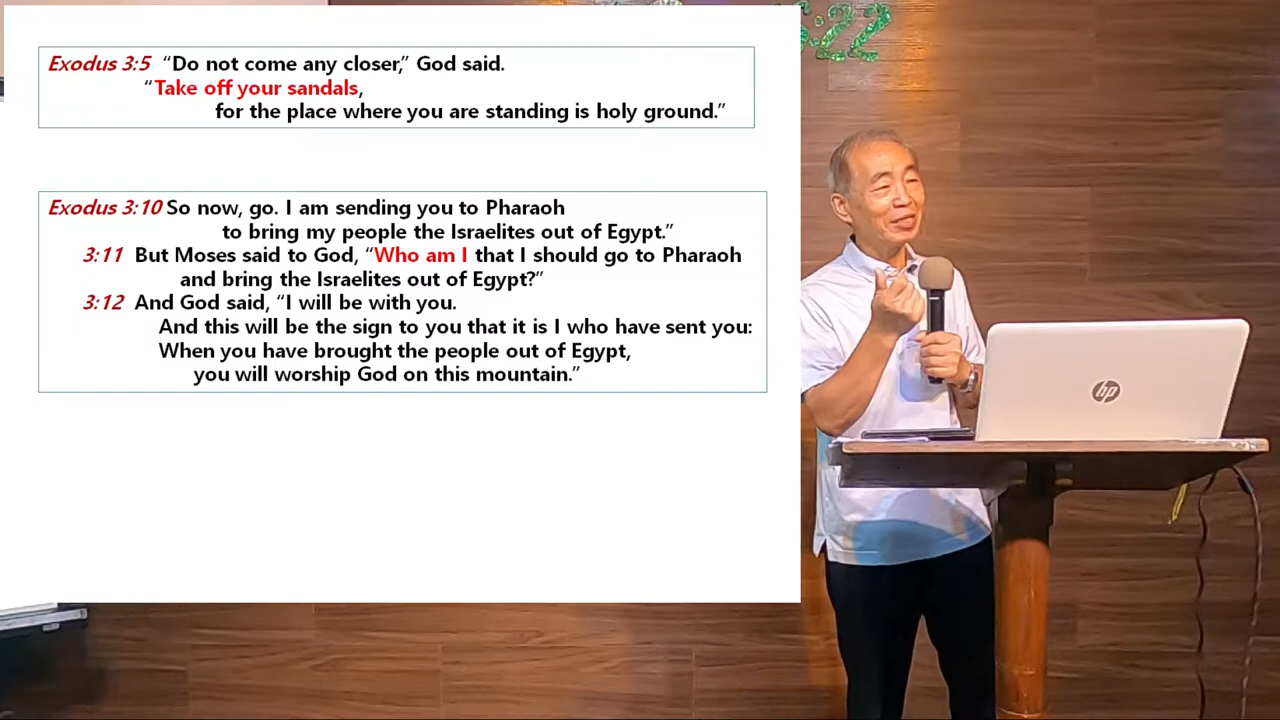 :22
Exodus 3:5 “Do not come any closer,” God said.
“Take off your sandals,
for the place where you are standing is holy ground.”
Exodus 3:10 So now, go. I am sending you to Pharaoh
to bring my people the Israelites out of Egypt.”
3:11 But Moses said to God, “Who am I that I should go to Pharaoh
and bring the Israelites out of Egypt?”
3:12 And God said, “I will be with you.
And this will be the sign to you that it is I who have sent you:
When you have brought the people out of Egypt,
you will worship God on this mountain.”
hp